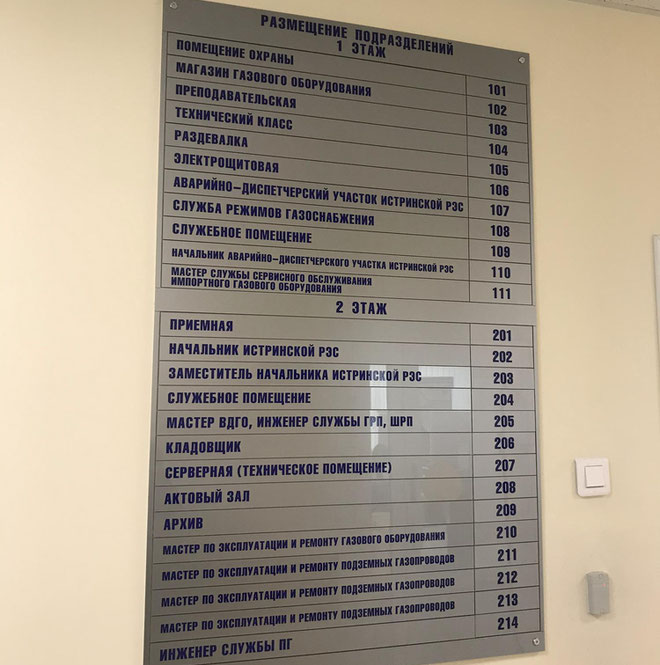 РАЗМЕЩЕНИЕ ПОДРАЗДЕЛЕНИЙ
1 ЭТАЖ
ПОМЕЩЕНИЕ ОХРАНЫ 101
МАГАЗИН ГАЗОВОГО ОБОРУДОВАНИЯ 102
ПРЕПОДАВАТЕЛЬСКАЯ 103
ТЕХНИЧЕСКИЙ КЛАСС 104
РАЗДЕВАЛКА 105
ЭЛЕКТРОЩИТОВАЯ 106
АВАРИЙНО-ДИСПЕТЧЕРСКИЙ УЧАСТОК ИСТРИНСКОЙ РЭС 107
СЛУЖБА РЕЖИМОВ ГАЗОСНАБЖЕНИЯ 108
СЛУЖЕБНОЕ ПОМЕЩЕНИЕ 109
НАЧАЛЬНИК АВАРИЙНО-ДИСПЕТЧЕРСКОГО УЧАСТКА ИСТРИНСКОЙ РЭС 110
МАСТЕР СЛУЖБЫ СЕРВИСНОГО ОБСЛУЖИВАНИЯ
ИМПОРТНОГО ГАЗОВОГО ОБОРУДОВАНИЯ 111
2 ЭТАЖ
ПРИЕМНАЯ 201
НАЧАЛЬНИК ИСТРИНСКОЙ РЭС 202
ЗАМЕСТИТЕЛЬ НАЧАЛЬНИКА ИСТРИНСКОЙ РЭС 203
СЛУЖЕБНОЕ ПОМЕЩЕНИЕ 204
МАСТЕР ВДГО, ИНЖЕНЕР СЛУЖБЫ ГРП, ШРП 205
КЛАДОВЩИК 206
СЕРВЕРНАЯ (ТЕХНИЧЕСКОЕ ПОМЕЩЕНИЕ) 207
АКТОВЫЙ ЗАЛ 208
АРХИВ 209
МАСТЕР ПО ЭКСПЛУАТАЦИИ И РЕМОНТУ ГАЗОВОГО ОБОРУДОВАНИЯ 210
МАСТЕР ПО ЭКСПЛУАТАЦИИ И РЕМОНТУ ПОДЗЕМНЫХ ГАЗОПРОВОДОВ 211
МАСТЕР ПО ЭКСПЛУАТАЦИИ И РЕМОНТУ ПОДЗЕМНЫХ ГАЗОПРОВОДОВ 212
МАСТЕР ПО ЭКСПЛУАТАЦИИ И РЕМОНТУ ПОДЗЕМНЫХ ГАЗОПРОВОДОВ 213
ИНЖЕНЕР СЛУЖБЫ ПГ 214